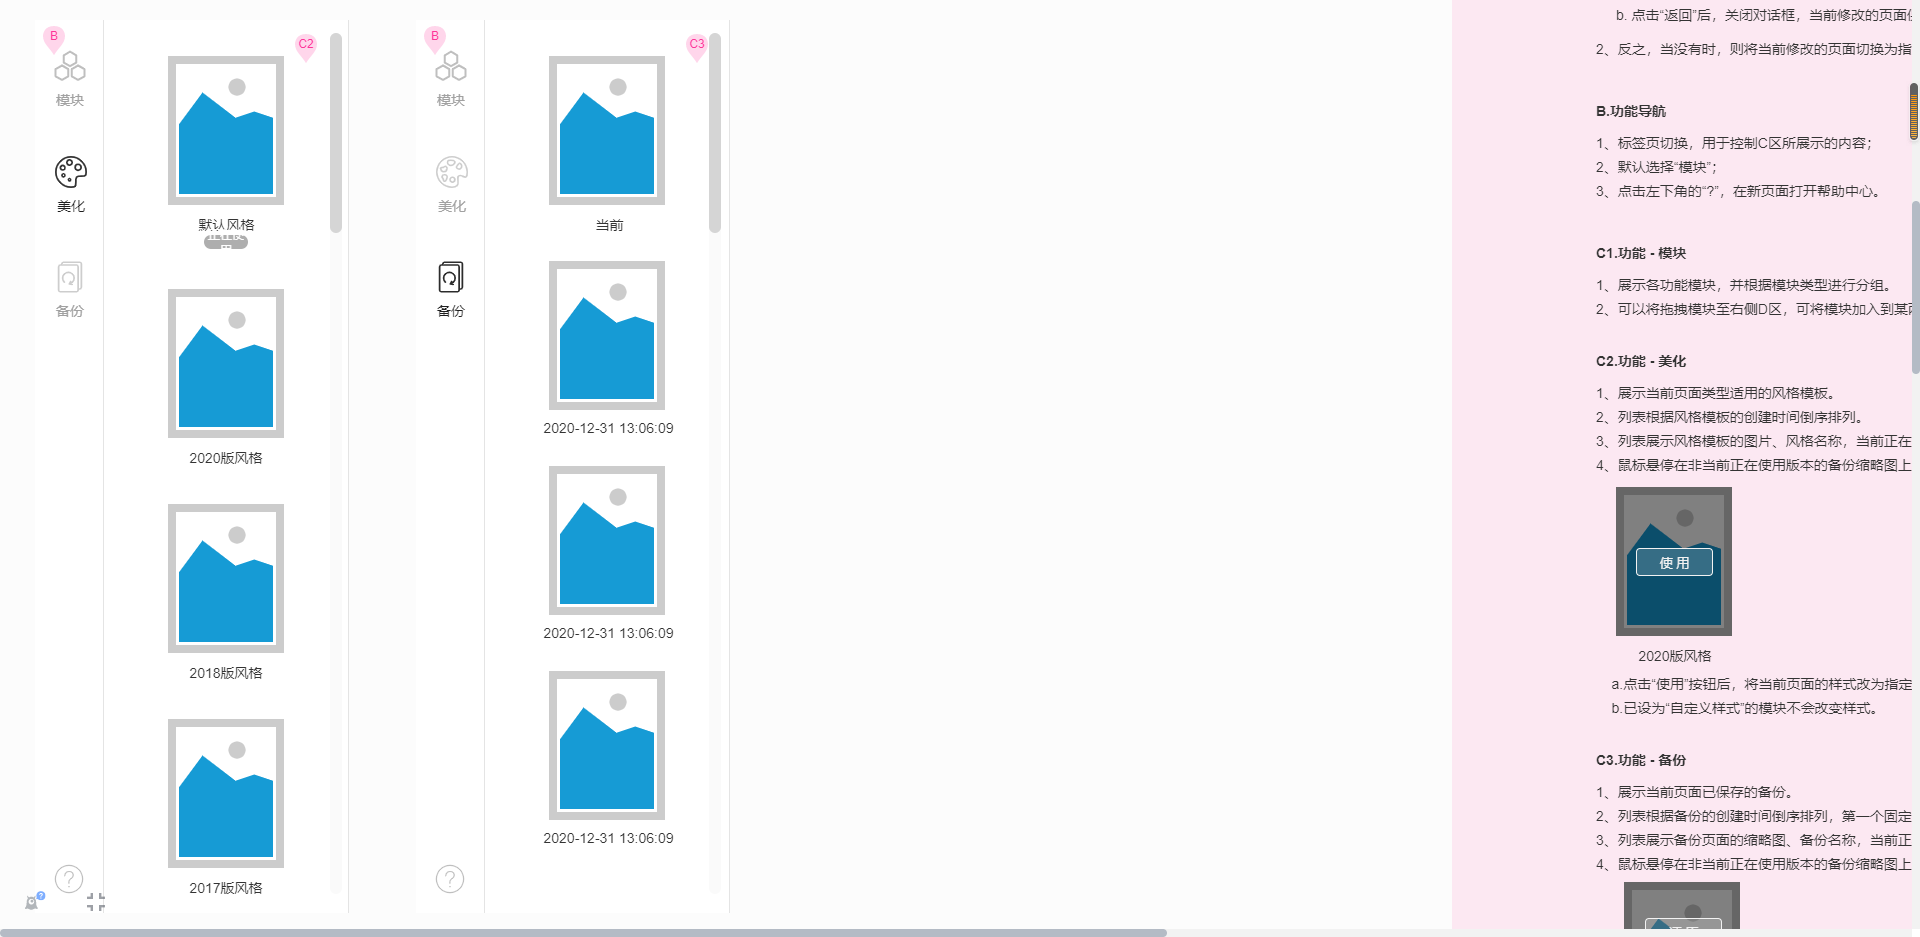 B
C2
模块
美化
备份
默认风格
2020版风格
2018版风格
2017版风格
?
?
B
C3
模块
美化
备份
当前
2020-12-31 13:06:09
2020-12-31 13:06:09
2020-12-31 13:06:09
?
b. 点击“返回”后，关闭对话框，当前修改的页面
2、反之，当没有时，则将当前修改的页面切换为指
B.功能导航
1、标签页切换，用于控制C区所展示的内容；
2、默认选择“模块”；
3、点击左下角的“?”，在新页面打开帮助中心。
C1.功能 - 模块
1、展示各功能模块，并根据模块类型进行分组。
2、可以将拖拽模块至右侧D区，可将模块加入到某
C2.功能 - 美化
1、展示当前页面类型适用的风格模板。
2、列表根据风格模板的创建时间倒序排列。
3、列表展示风格模板的图片、风格名称，当前正在
4、鼠标悬停在非当前正在使用版本的备份缩略图上
使 用
2020版风格
a.点击“使用”按钮后，将当前页面的样式改为指定
b.已设为“自定义样式”的模块不会改变样式。
C3.功能 - 备份
1、展示当前页面已保存的备份。
2、列表根据备份的创建时间倒序排列，第一个固定
3、列表展示备份页面的缩略图、备份名称，当前正
4、鼠标悬停在非当前正在使用版本的备份缩略图上